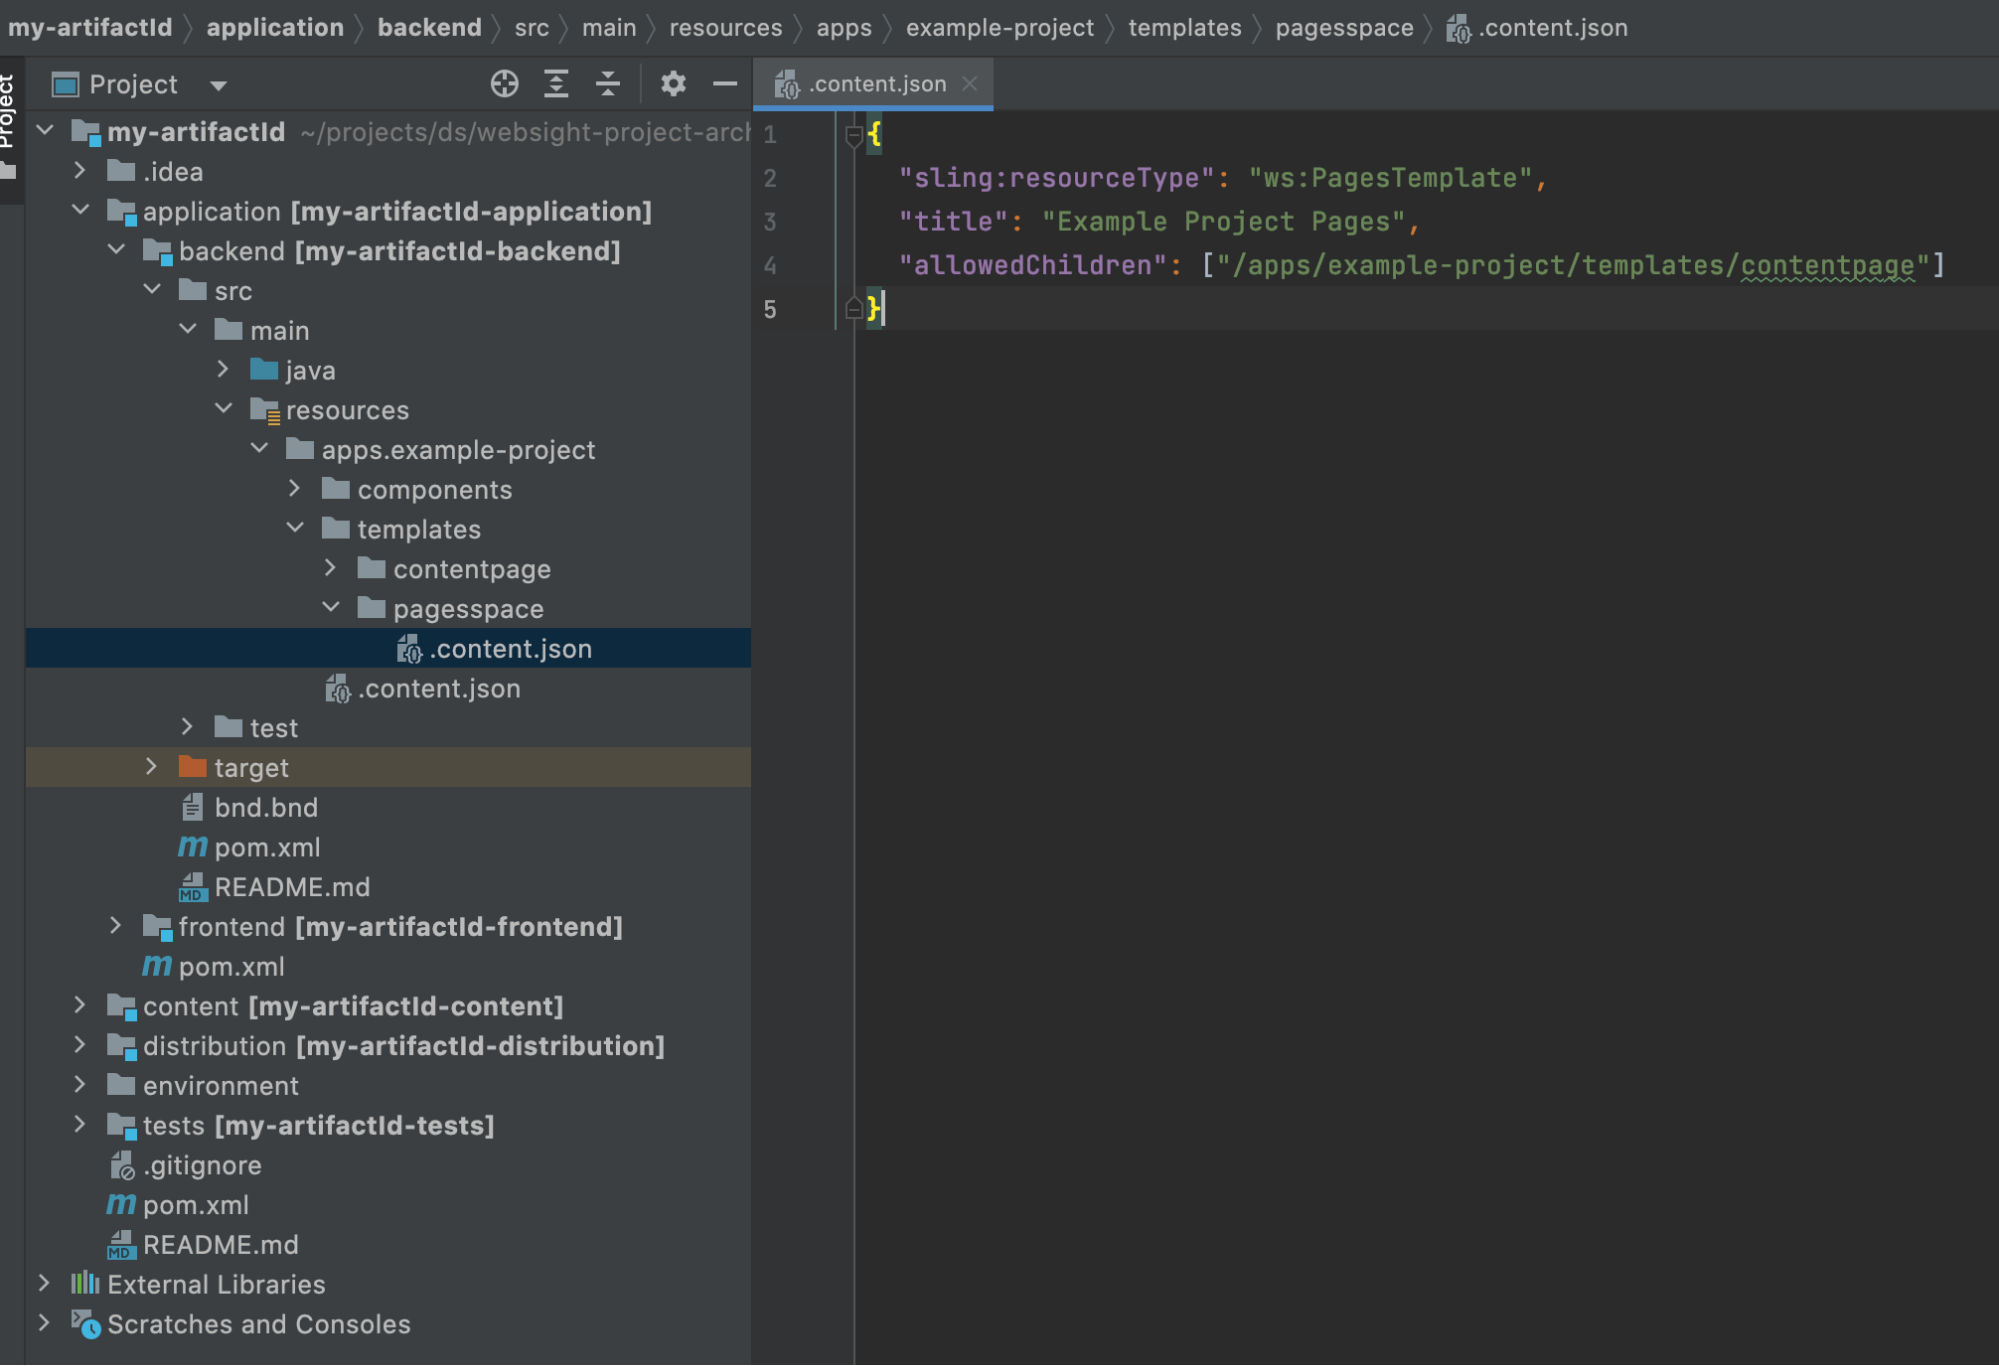 my-artifactId application backend src main resources apps example-project templates pagesspace .content.json
Project
Project
.content.json
my-artifactId ~/projects/ds/websight-project-arch
.idea
application [my-artifactId-application]
backend [my-artifactId-backend]
src
main
java
resources
apps.example-project
components
templates
contentpage
pagesspace
.content.json
.content.json
test
target
bnd.bnd
m pom.xml
MD README.md
frontend [my-artifactId-frontend]
m pom.xml
content [my-artifactId-content]
distribution [my-artifactId-distribution]
environment
tests [my-artifactId-tests]
.gitignore
m pom.xml
MD README.md
External Libraries
Scratches and Consoles
1 {
2 "sling:resourceType": "ws:PagesTemplate",
3 "title": "Example Project Pages",
4 "allowedChildren": ["/apps/example-project/templates/contentpage"]
5 }